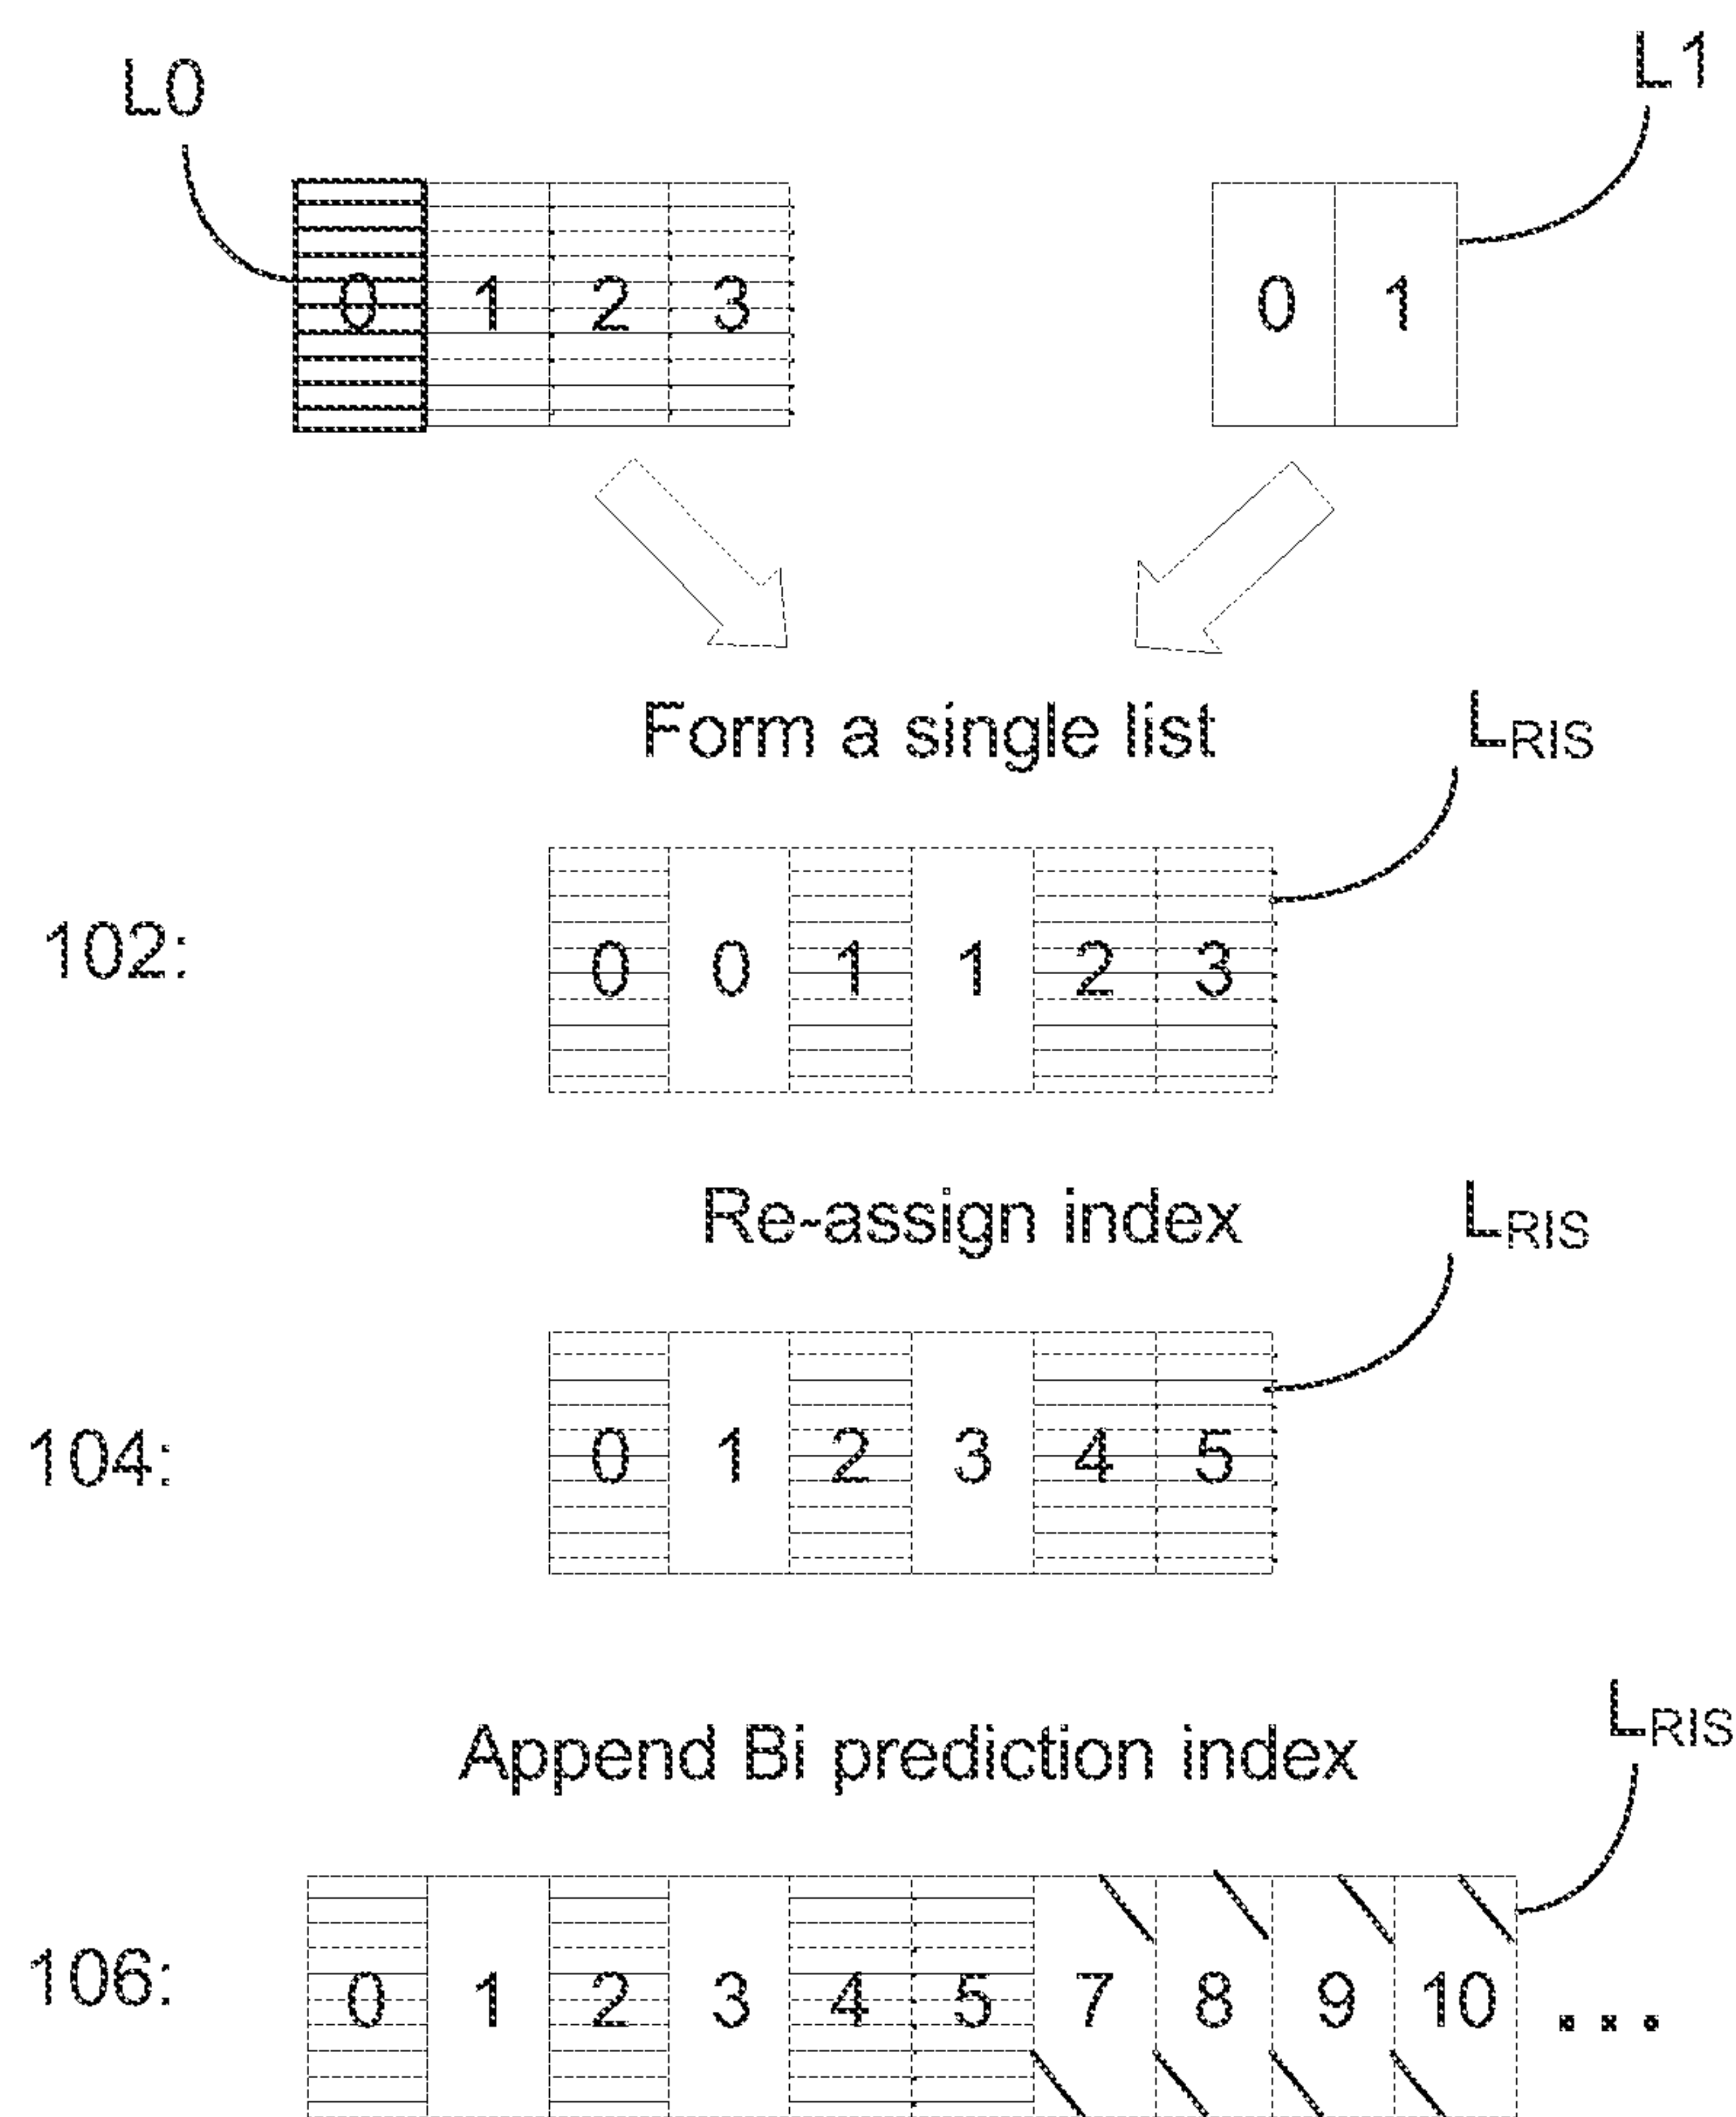 L0 L1
0 1 2 3 0 1
Form a single list LRIS
102: 0 0 1 1 2 3
Re-assign index LRIS
104: 0 1 2 3 4 5
Append Bi prediction index LRIS
106: 0 1 2 3 4 5 7 8 9 10 ...